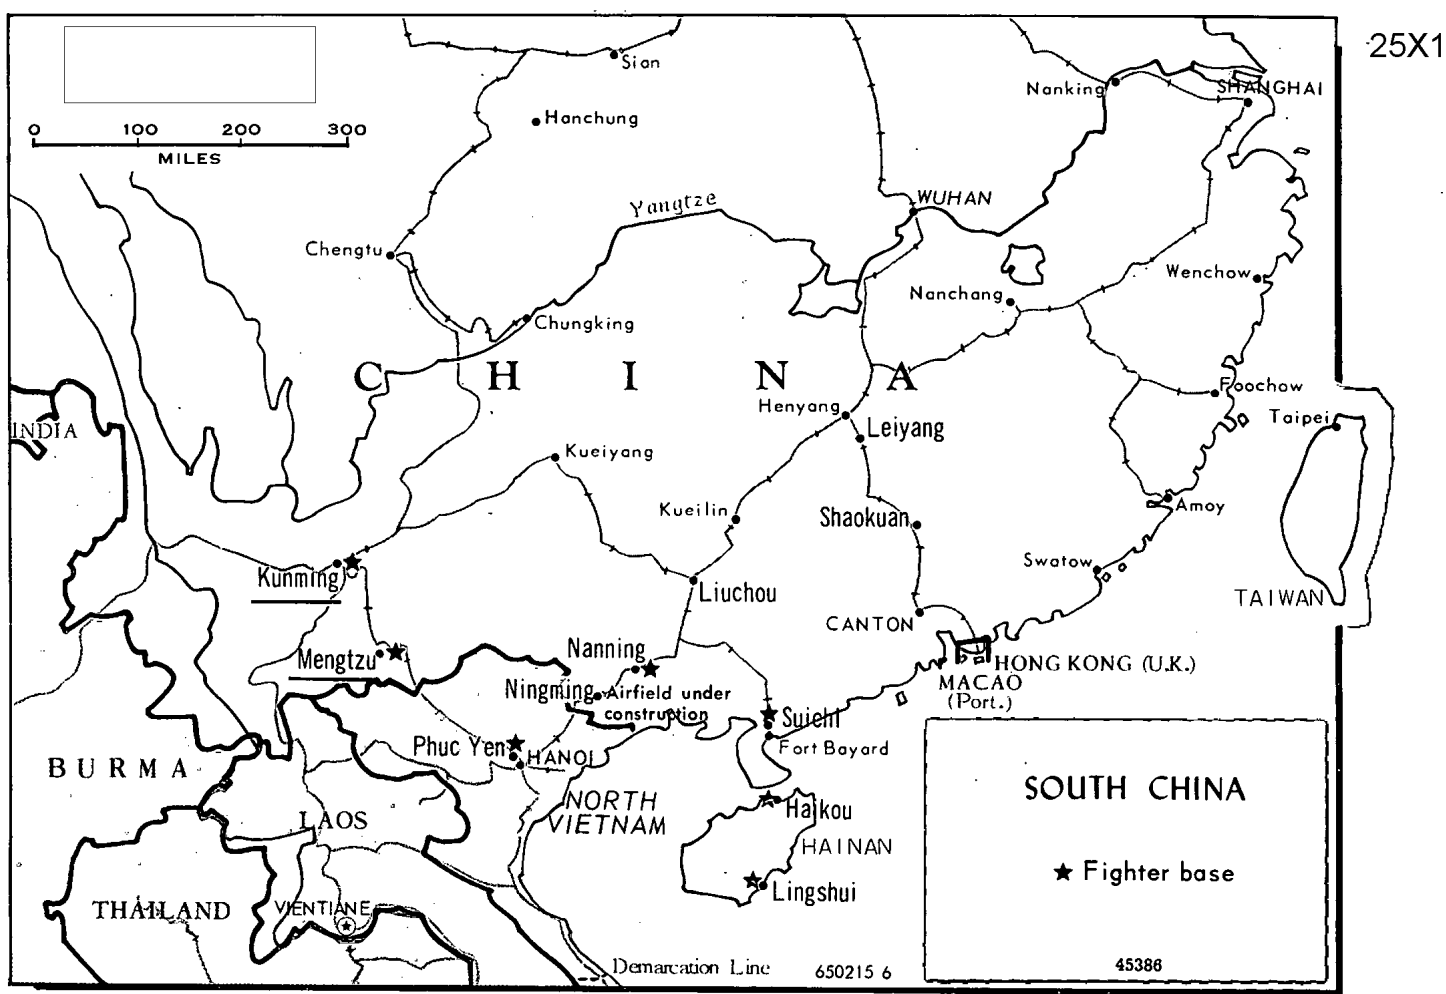 25X1
0 100 200 300
MILES
Sian
Hanchung
Nanking
SHANGHAI
Yangtze
WUHAN
Chengtu
Wenchow
Nanchang
Chungking
C H I N A
Foochow
Henyang
Leiyang
Taipei
INDIA
Kueiyang
Kueilin
Shaokuan
Amoy
Swatow
Kunming
Liuchou
TAIWAN
CANTON
Nanning
Mengtzu
HONG KONG (U.K.)
MACAO
(Port.)
Ningming
Airfield under
construction
Suichi
Phuc Yen
HANOI
Fort Bayard
BURMA
NORTH
VIETNAM
Haikou
LAOS
HAINAN
Lingshui
THAILAND
VIENTIANE
SOUTH CHINA
Fighter base
Demarcation Line
650215 6
45386